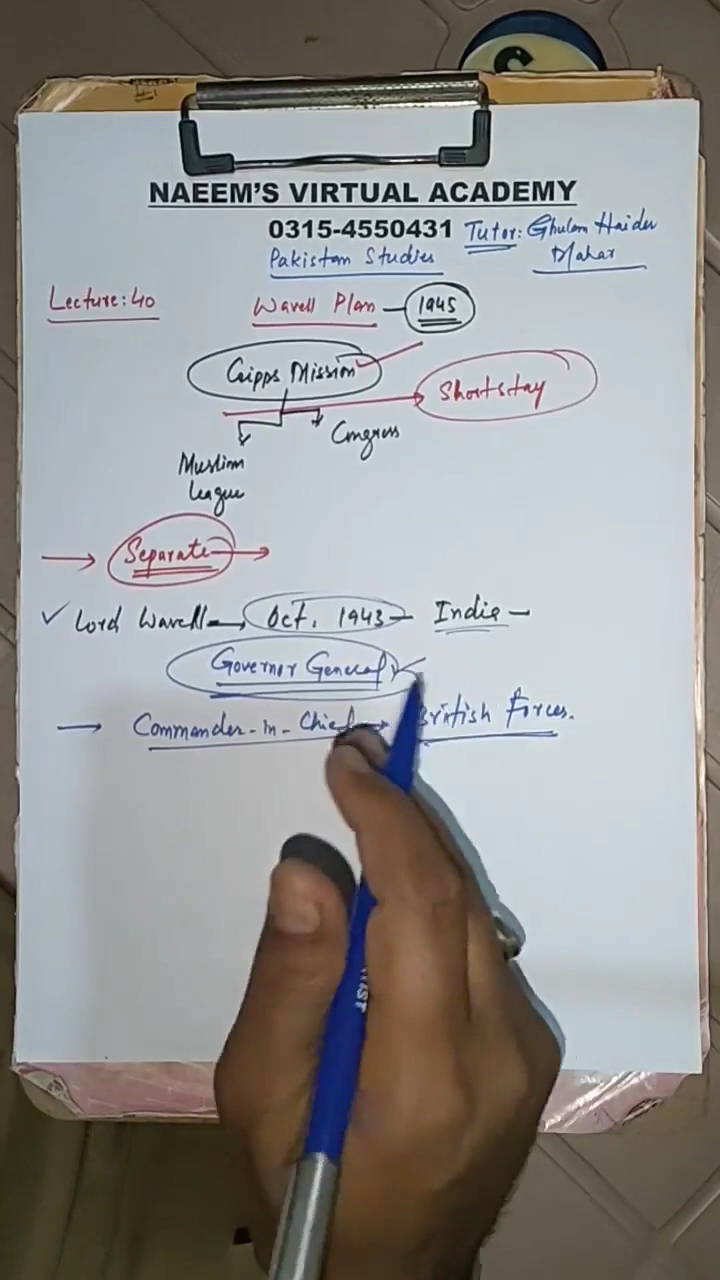 NAEEM'S VIRTUAL ACADEMY
0315-4550431 Tutor: Ghulam Haider
Mahar
Pakistan Studies
Lecture: 40 Wavell Plan - 1945
Cripps Mission
Shortstay
Congress
Muslim
League
→ Separate →
✓ Lord Wavell → Oct. 1943 - India -
Governor General
→ Commander-in-Chief → British Forces.